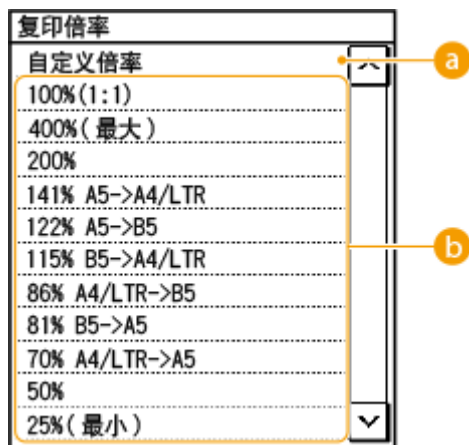 复印倍率
自定义倍率
a
100%(1:1)
400%(最大)
200%
141% A5->A4/LTR
122% A5->B5
115% B5->A4/LTR
b
86% A4/LTR->B5
81% B5->A5
70% A4/LTR->A5
50%
25%(最小)